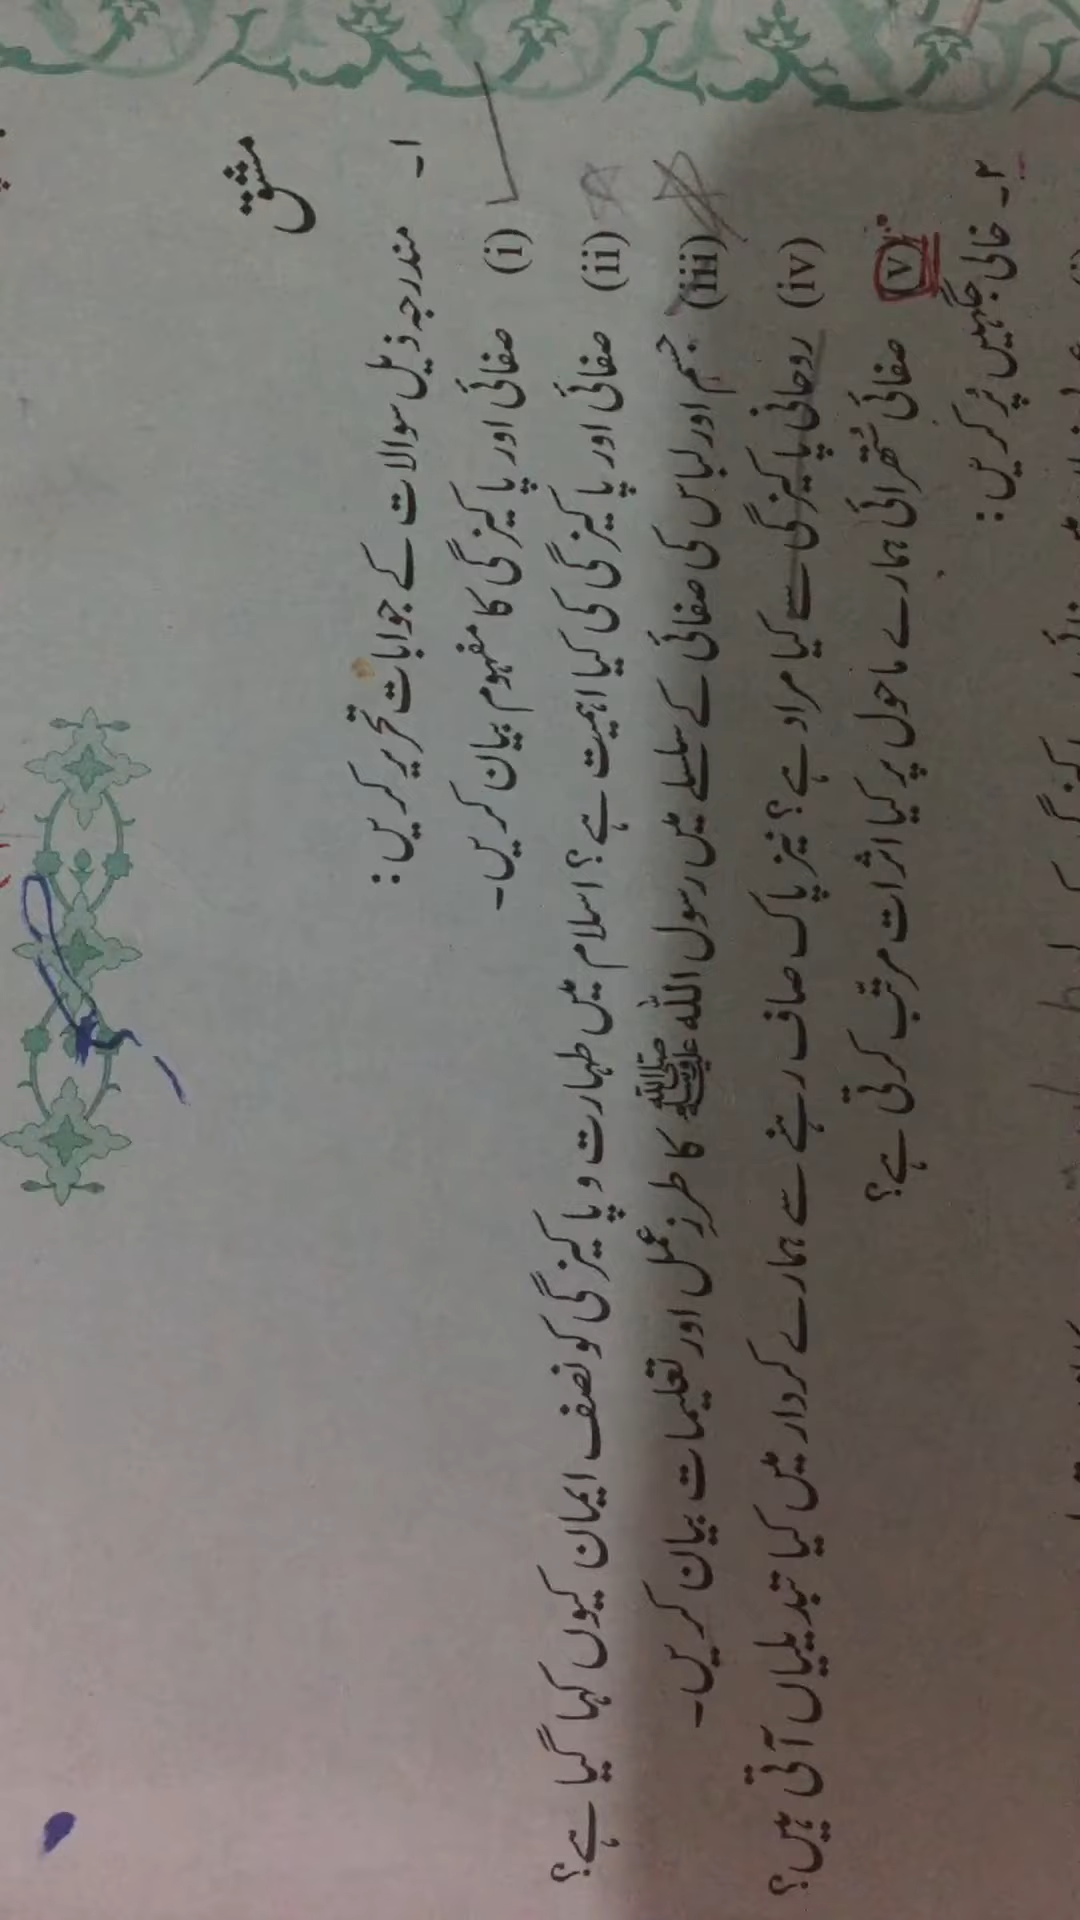 مشق
۱۔ مندرجہ ذیل سوالات کے جوابات تحریر کریں:
(i) صفائی اور پاکیزگی کا مفہوم بیان کریں۔
(ii) صفائی اور پاکیزگی کی کیا اہمیت ہے؟ اسلام میں طہارت و پاکیزگی کو نصف ایمان کیوں کہا گیا ہے؟
(iii) جسم اور لباس کی صفائی کے سلسلے میں رسول اللہ ﷺ کا طرزِ عمل اور تعلیمات بیان کریں۔
(iv) روحانی پاکیزگی سے کیا مراد ہے؟ نیز پاک صاف رہنے سے ہمارے کردار میں کیا تبدیلیاں آتی ہیں؟
(v) صفائی سُتھرائی ہمارے ماحول پر کیا اثرات مرتب کرتی ہے؟
۲۔ خالی جگہیں پُر کریں: